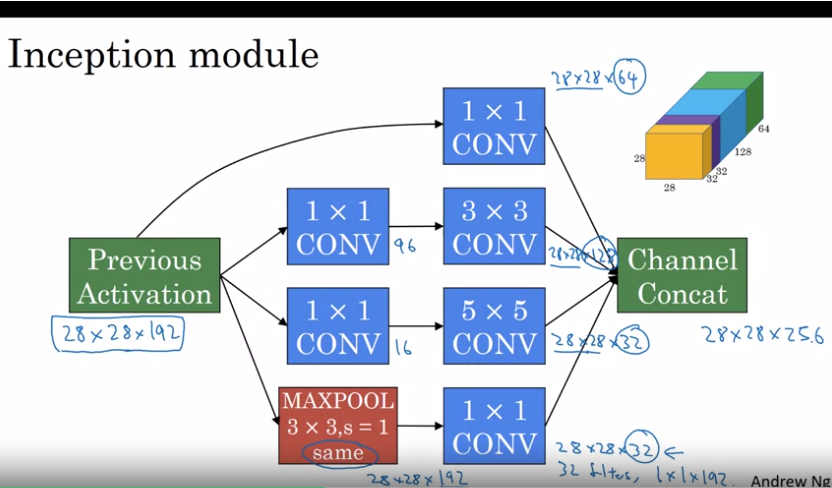 Inception module
28×28×64
1 × 1
CONV
28
28
32
32
128
64
1 × 1
CONV
96
3 × 3
CONV
28×28×128
Previous
Activation
28×28×192
Channel
Concat
28×28×256
1 × 1
CONV
16
5 × 5
CONV
28×28×32
MAXPOOL
3 × 3,s = 1
same
28×28×192
1 × 1
CONV
28×28×32 ←
32 filters, 1×1×192.
Andrew Ng